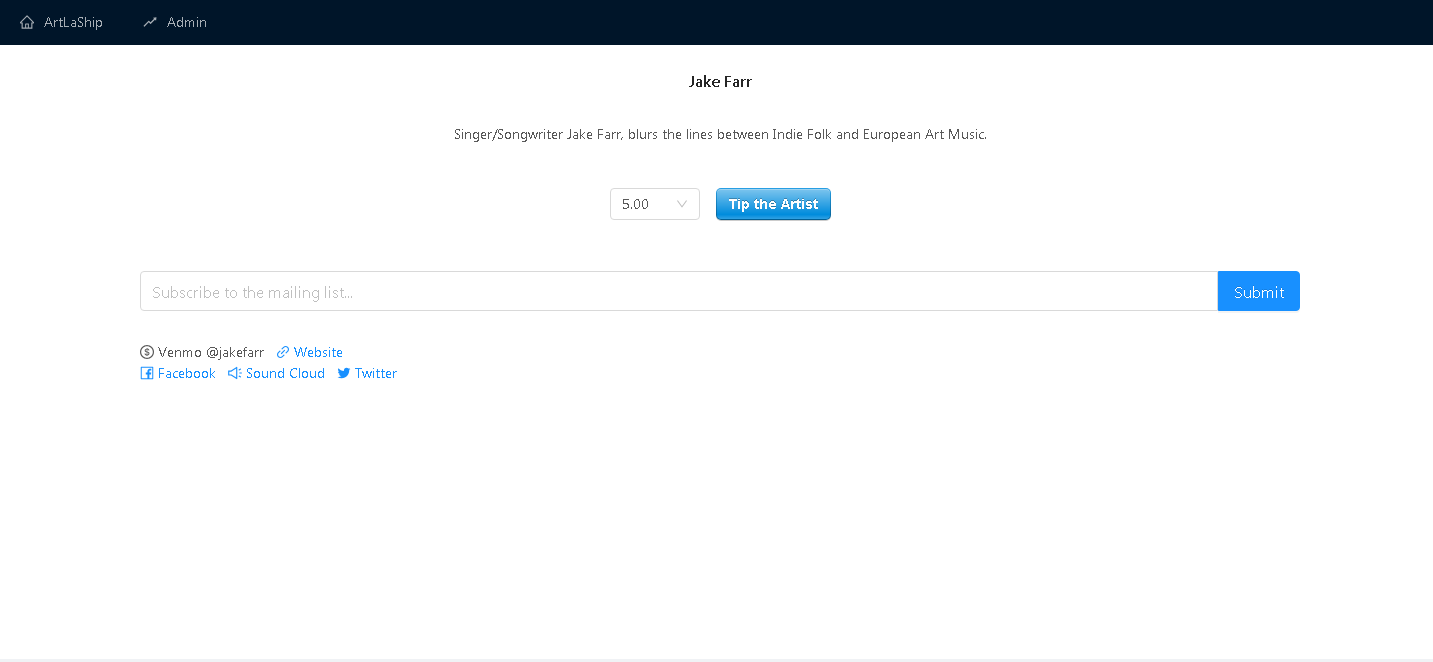 ArtLaShip Admin
Jake Farr
Singer/Songwriter Jake Farr, blurs the lines between Indie Folk and European Art Music.
5.00 Tip the Artist
Subscribe to the mailing list... Submit
Venmo @jakefarr Website
Facebook Sound Cloud Twitter